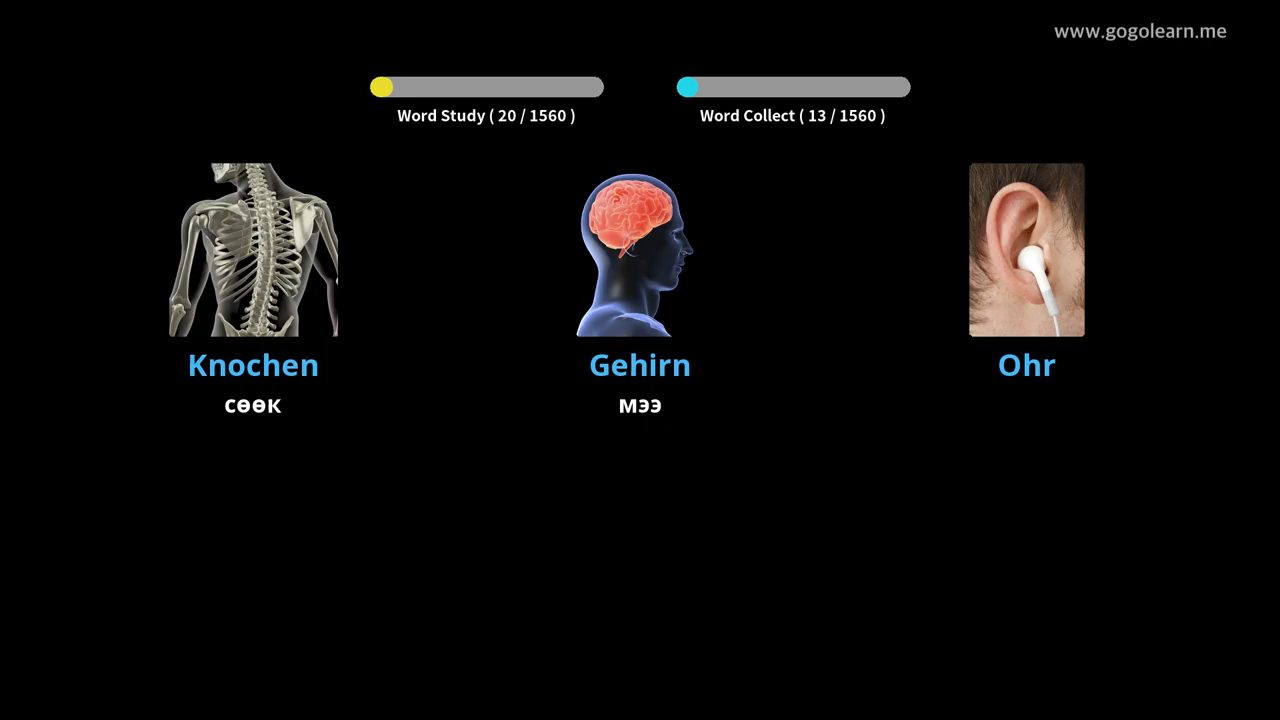 www.gogolearn.me
Word Study ( 20 / 1560 )
Word Collect ( 13 / 1560 )
Knochen
сөөк
Gehirn
мээ
Ohr